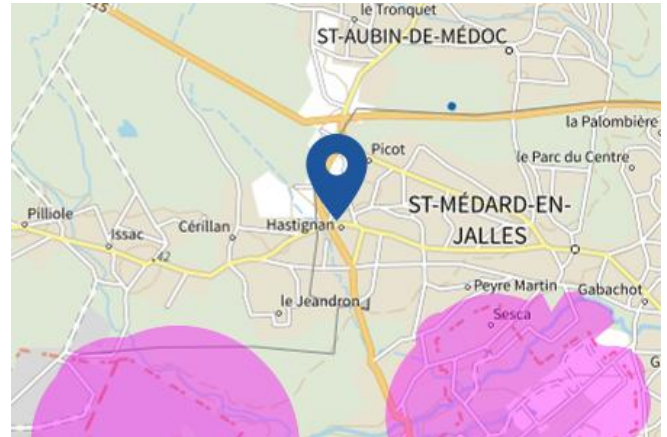 le Tronquet
ST-AUBIN-DE-MÉDOC
la Palombière
Picot
le Parc du Centre
Pilliole
Issac
Cérillan
Hastignan
ST-MÉDARD-EN-
JALLES
42
Peyre Martin
Gabachot
le Jeandron
Sesca